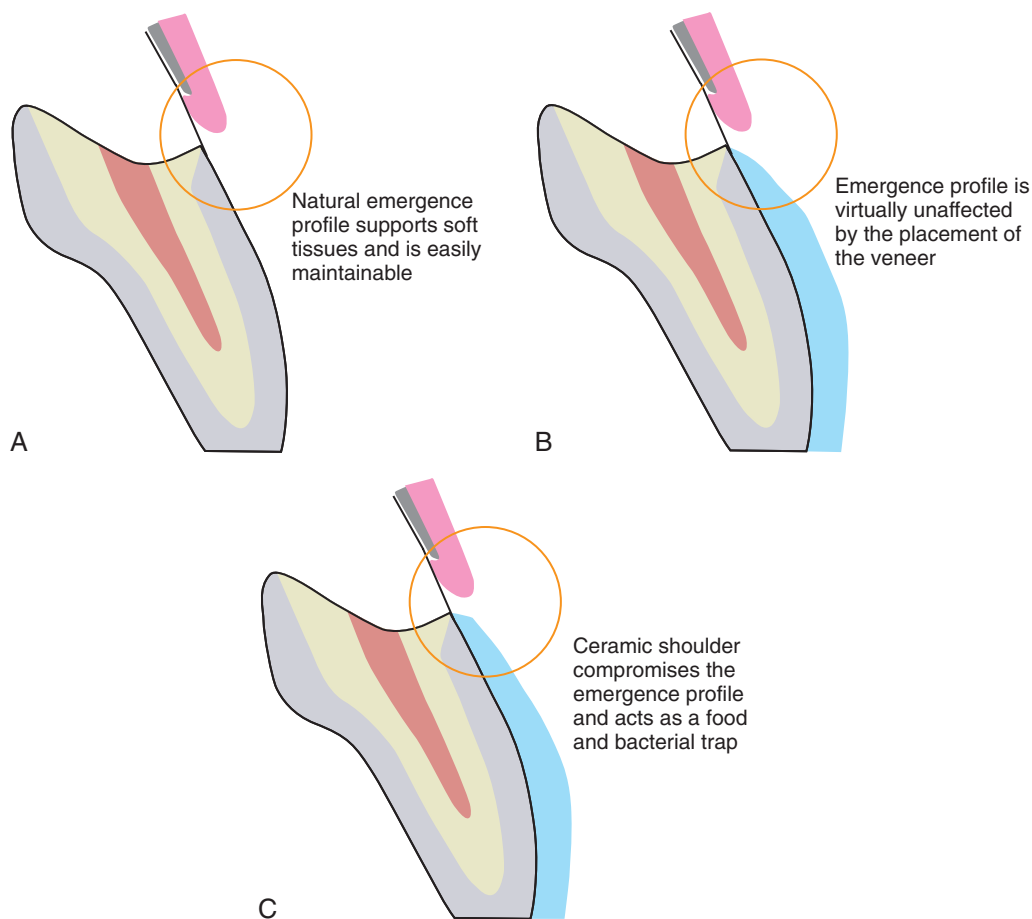 Natural emergence
profile supports soft
tissues and is easily
maintainable
A
Emergence profile is
virtually unaffected
by the placement of
the veneer
B
Ceramic shoulder
compromises the
emergence profile
and acts as a food
and bacterial trap
C